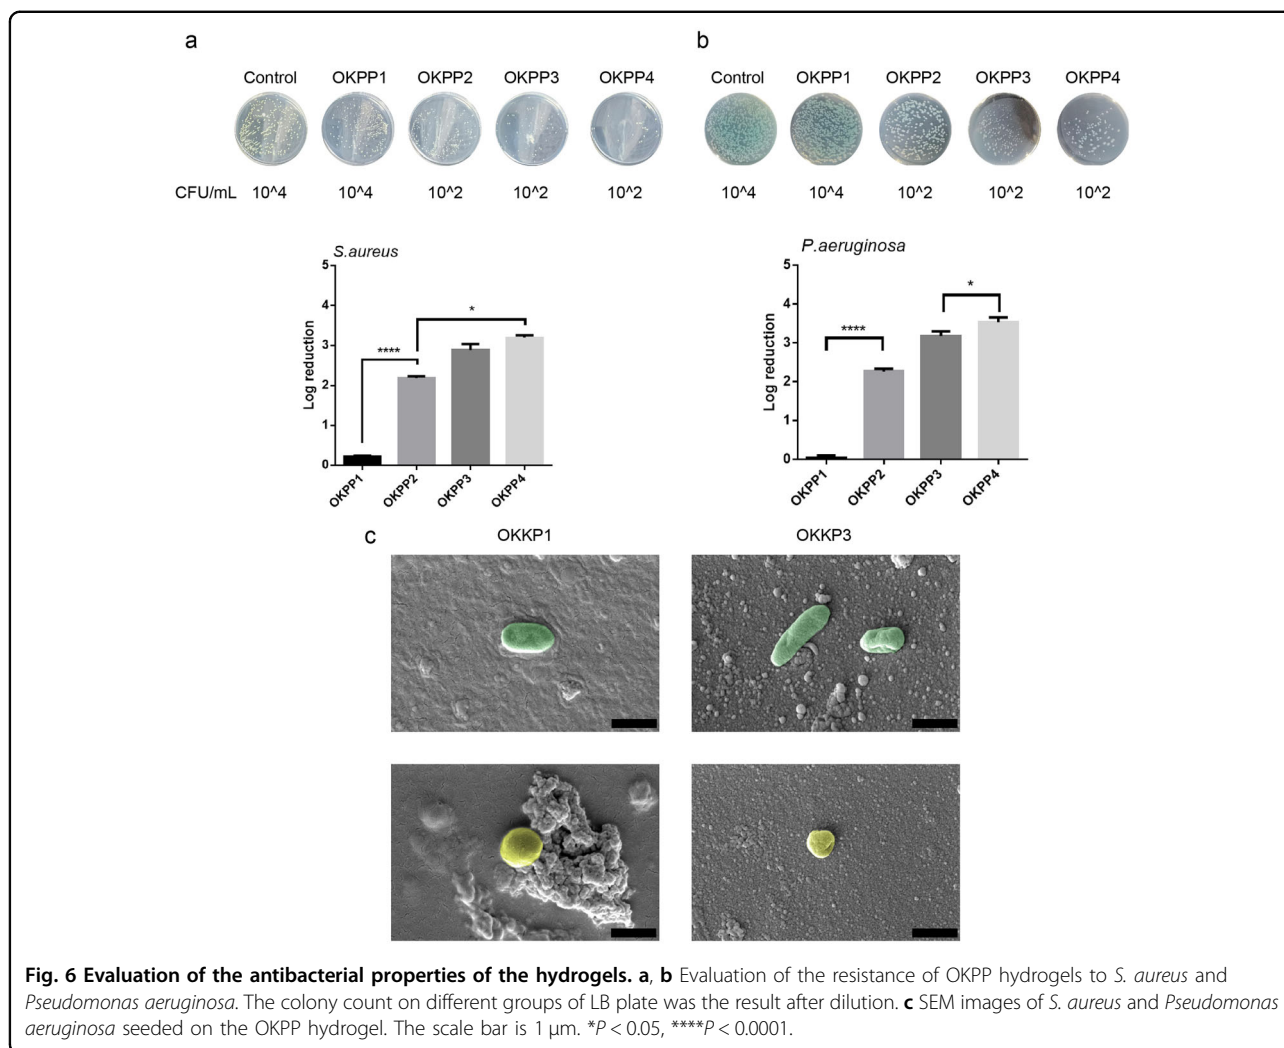 a
Control OKPP1 OKPP2 OKPP3 OKPP4
CFU/mL 10^4 10^4 10^2 10^2 10^2
S.aureus
5
4
3
2
1
0
Log reduction
****
*
OKPP1 OKPP2 OKPP3 OKPP4
b
Control OKPP1 OKPP2 OKPP3 OKPP4
10^4 10^4 10^2 10^2 10^2
P.aeruginosa
5
4
3
2
1
0
Log reduction
****
*
OKPP1 OKPP2 OKPP3 OKPP4
c
OKKP1 OKKP3
Fig. 6 Evaluation of the antibacterial properties of the hydrogels. a, b Evaluation of the resistance of OKPP hydrogels to S. aureus and
Pseudomonas aeruginosa. The colony count on different groups of LB plate was the result after dilution. c SEM images of S. aureus and Pseudomonas
aeruginosa seeded on the OKPP hydrogel. The scale bar is 1 μm. *P < 0.05, ****P < 0.0001.